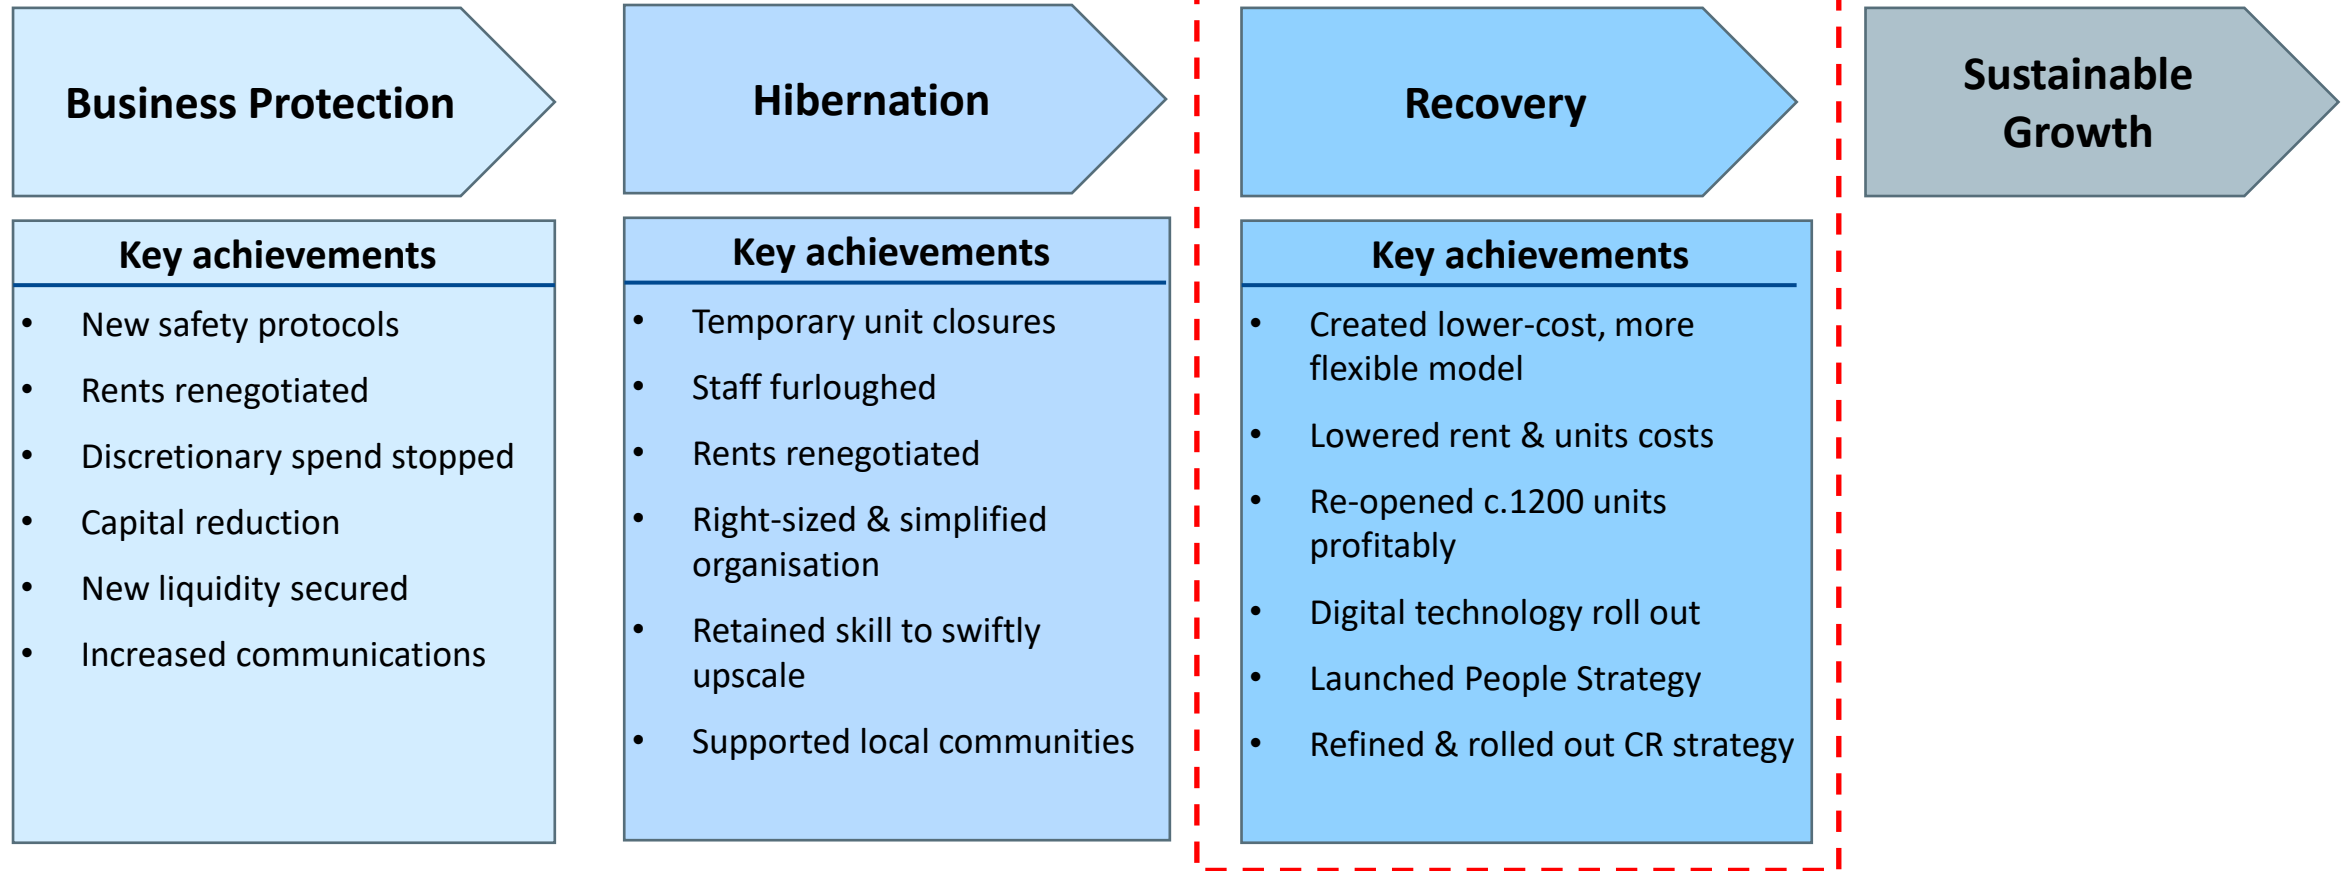 Business Protection
Key achievements
• New safety protocols
• Rents renegotiated
• Discretionary spend stopped
• Capital reduction
• New liquidity secured
• Increased communications
Hibernation
Key achievements
• Temporary unit closures
• Staff furloughed
• Rents renegotiated
• Right-sized & simplified
organisation
• Retained skill to swiftly
upscale
• Supported local communities
Recovery
Key achievements
• Created lower-cost, more
flexible model
• Lowered rent & units costs
• Re-opened c.1200 units
profitably
• Digital technology roll out
• Launched People Strategy
• Refined & rolled out CR strategy
Sustainable
Growth